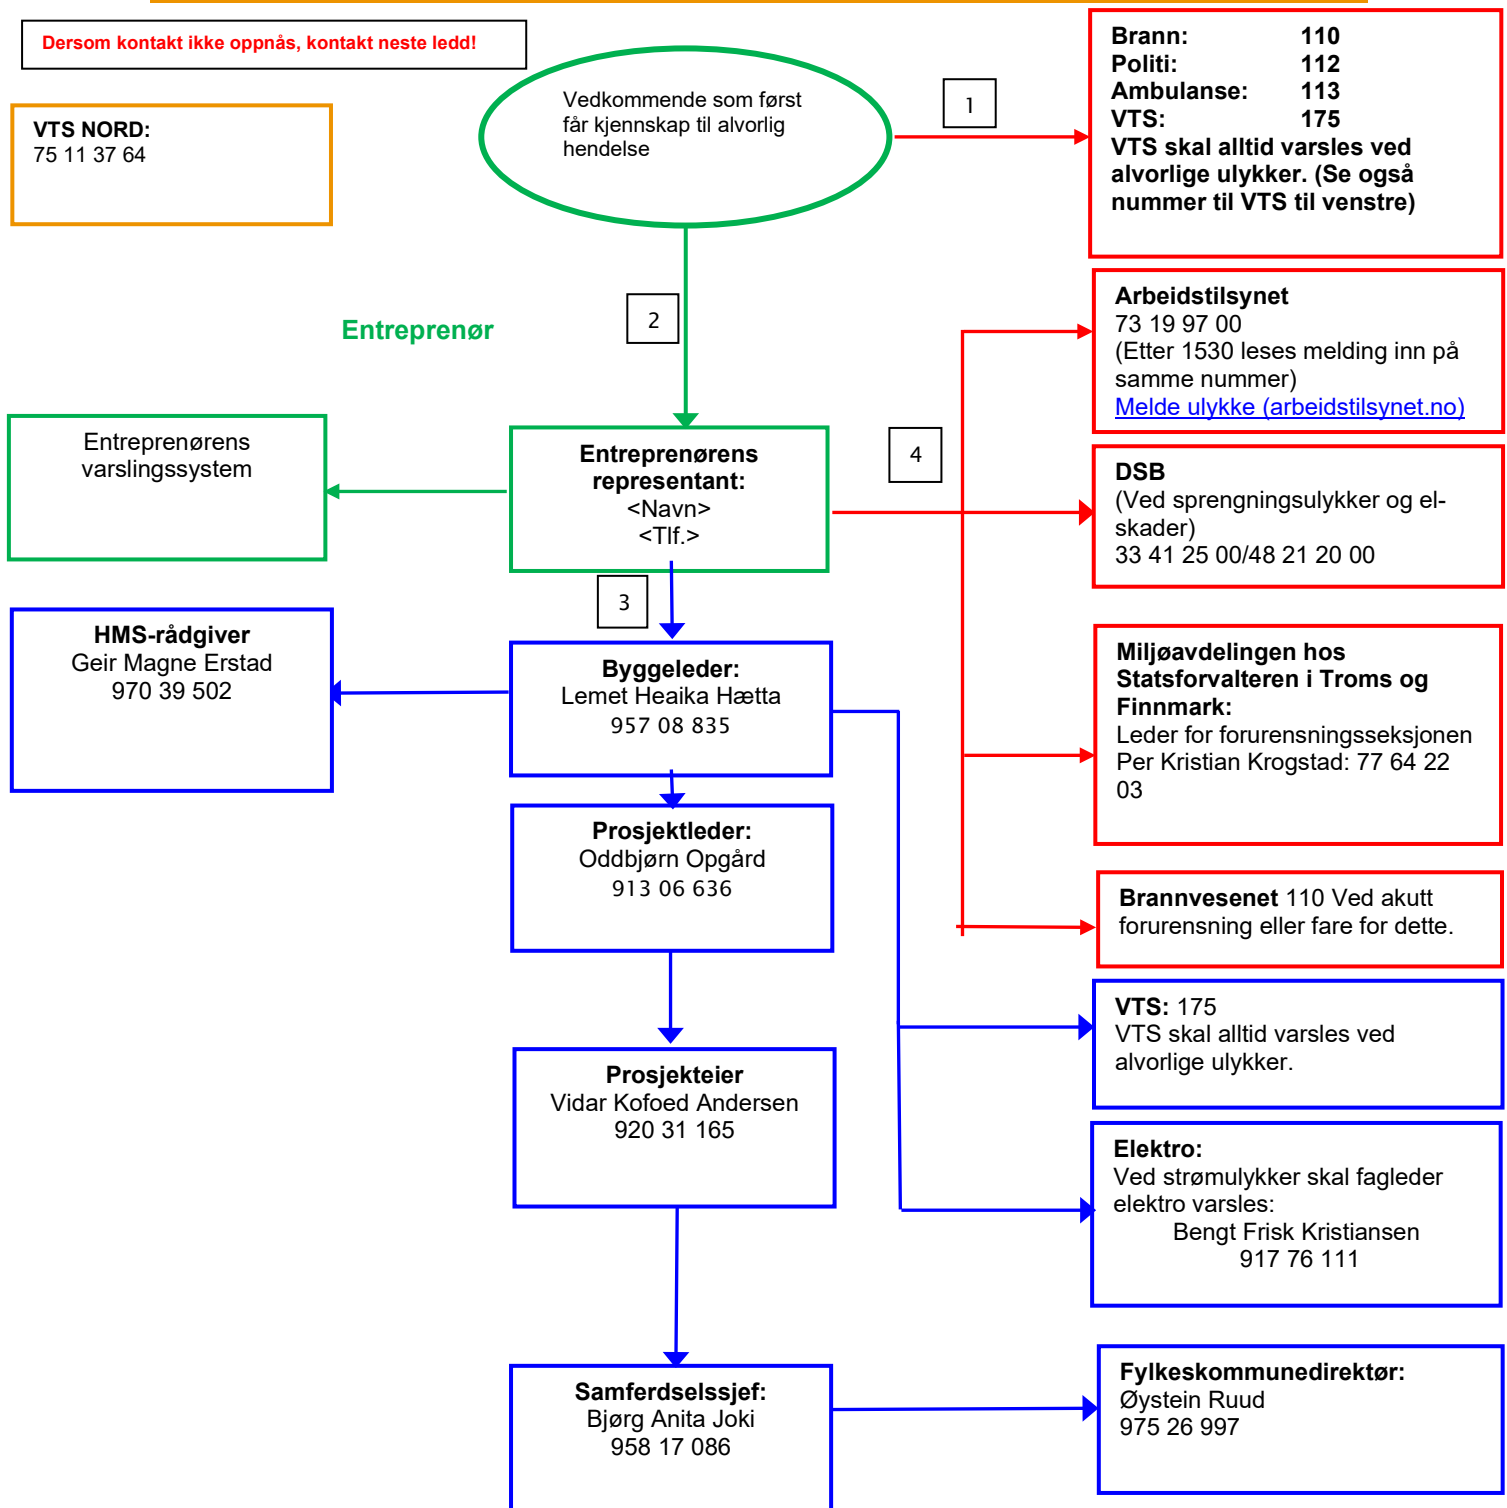 Dersom kontakt ikke oppnås, kontakt neste ledd!
VTS NORD:
75 11 37 64
Vedkommende som først
får kjennskap til alvorlig
hendelse
1
Brann: 110
Politi: 112
Ambulanse: 113
VTS: 175
VTS skal alltid varsles ved
alvorlige ulykker. (Se også
nummer til VTS til venstre)
2
Entreprenør
Arbeidstilsynet
73 19 97 00
(Etter 1530 leses melding inn på
samme nummer)
Melde ulykke (arbeidstilsynet.no)
Entreprenørens
varslingssystem
Entreprenørens
representant:
<Navn>
<Tlf.>
4
DSB
(Ved sprengningsulykker og el-
skader)
33 41 25 00/48 21 20 00
3
HMS-rådgiver
Geir Magne Erstad
970 39 502
Byggeleder:
Lemet Heaika Hætta
957 08 835
Miljøavdelingen hos
Statsforvalteren i Troms og
Finnmark:
Leder for forurensningsseksjonen
Per Kristian Krogstad: 77 64 22
03
Prosjektleder:
Oddbjørn Opgård
913 06 636
Brannvesenet 110 Ved akutt
forurensning eller fare for dette.
VTS: 175
VTS skal alltid varsles ved
alvorlige ulykker.
Prosjekteier
Vidar Kofoed Andersen
920 31 165
Elektro:
Ved strømulykker skal fagleder
elektro varsles:
Bengt Frisk Kristiansen
917 76 111
Samferdselssjef:
Bjørg Anita Joki
958 17 086
Fylkeskommunedirektør:
Øystein Ruud
975 26 997